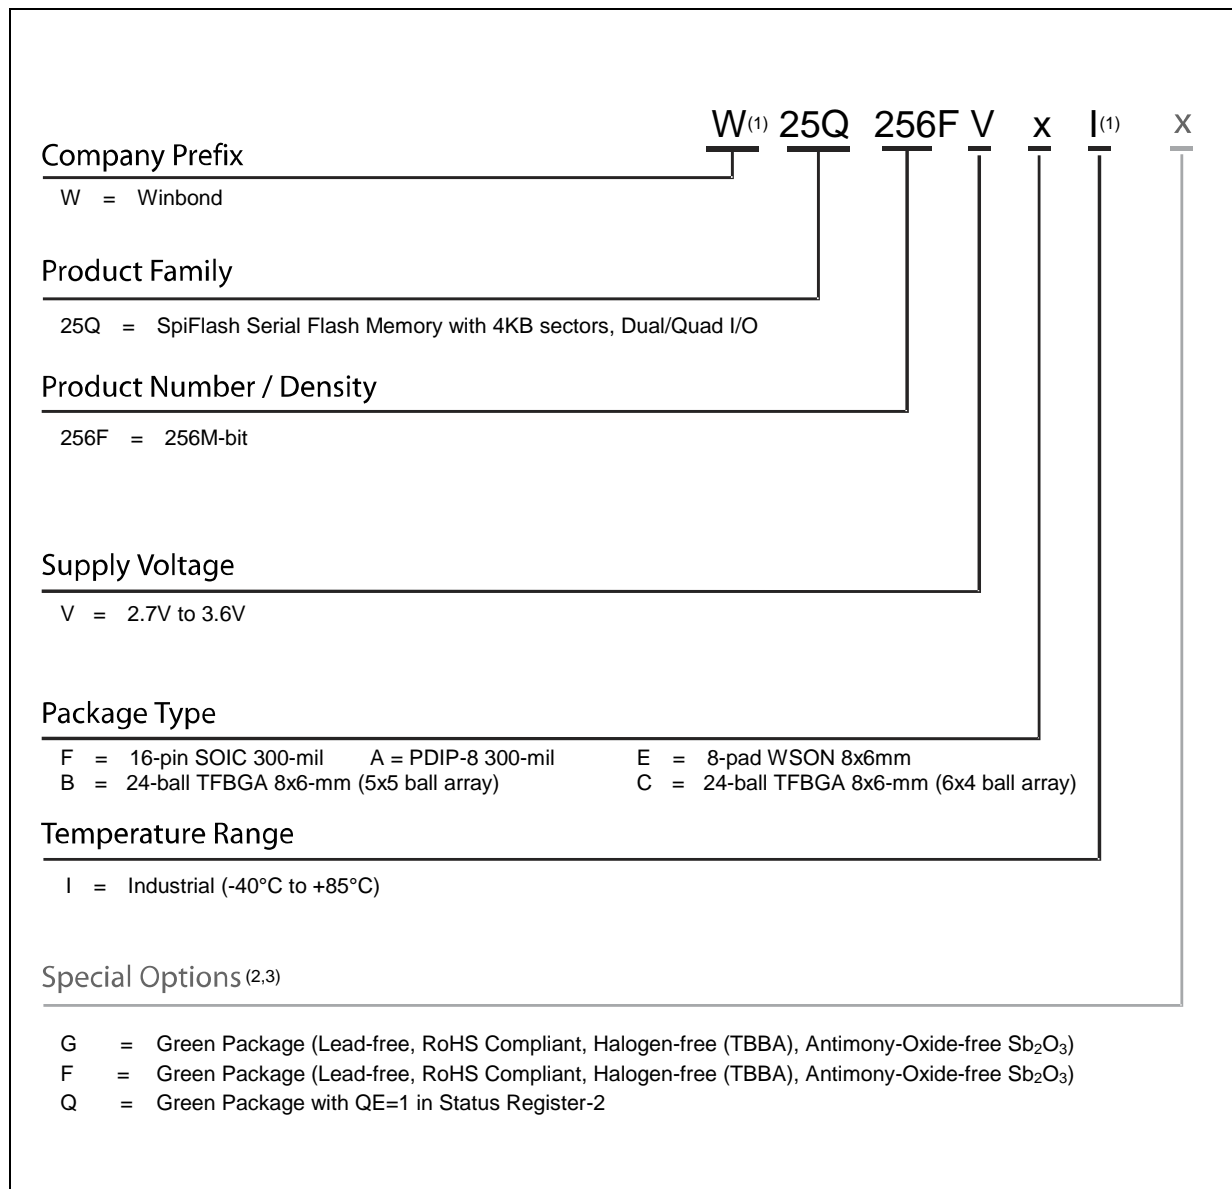 W(1) 25Q 256F V x I(1) x
Company Prefix
W = Winbond
Product Family
25Q = SpiFlash Serial Flash Memory with 4KB sectors, Dual/Quad I/O
Product Number / Density
256F = 256M-bit
Supply Voltage
V = 2.7V to 3.6V
Package Type
F = 16-pin SOIC 300-mil A = PDIP-8 300-mil E = 8-pad WSON 8x6mm
B = 24-ball TFBGA 8x6-mm (5x5 ball array) C = 24-ball TFBGA 8x6-mm (6x4 ball array)
Temperature Range
I = Industrial (-40°C to +85°C)
Special Options (2,3)
G = Green Package (Lead-free, RoHS Compliant, Halogen-free (TBBA), Antimony-Oxide-free Sb₂O₃)
F = Green Package (Lead-free, RoHS Compliant, Halogen-free (TBBA), Antimony-Oxide-free Sb₂O₃)
Q = Green Package with QE=1 in Status Register-2